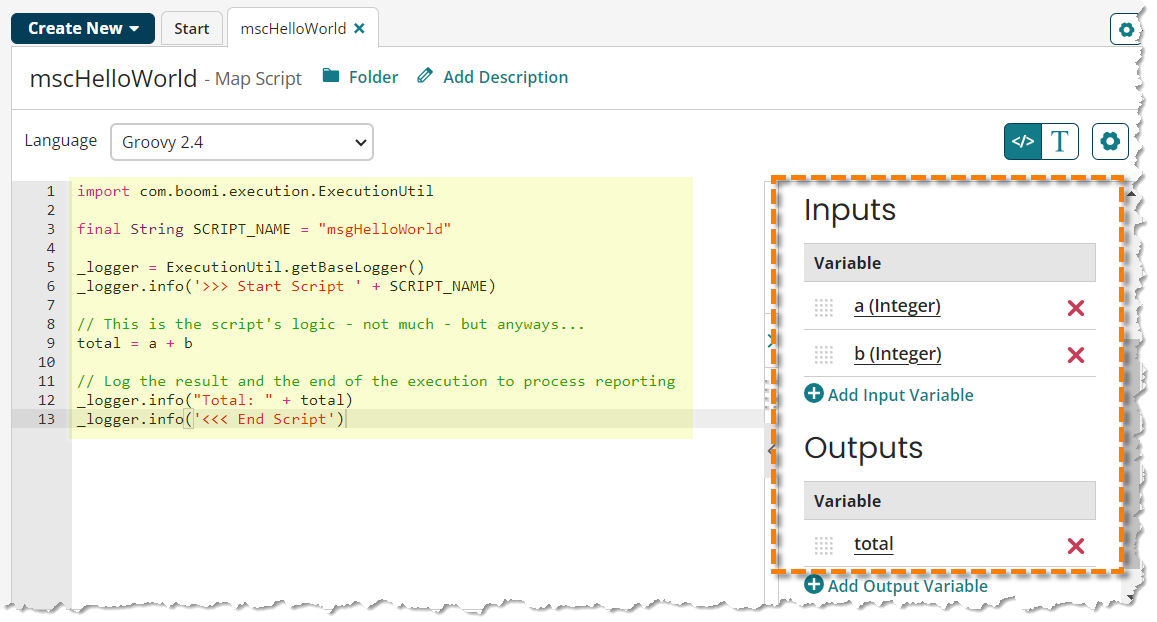 Create New Start mscHelloWorld ×
mscHelloWorld - Map Script Folder Add Description
Language Groovy 2.4 </> T
1 import com.boomi.execution.ExecutionUtil
2
3 final String SCRIPT_NAME = "msgHelloWorld"
4
5 _logger = ExecutionUtil.getBaseLogger()
6 _logger.info('>>> Start Script ' + SCRIPT_NAME)
7
8 // This is the script's logic - not much - but anyways...
9 total = a + b
10
11 // Log the result and the end of the execution to process reporting
12 _logger.info("Total: " + total)
13 _logger.info('<<< End Script')
Inputs
Variable
a (Integer)
b (Integer)
Add Input Variable
Outputs
Variable
total
Add Output Variable